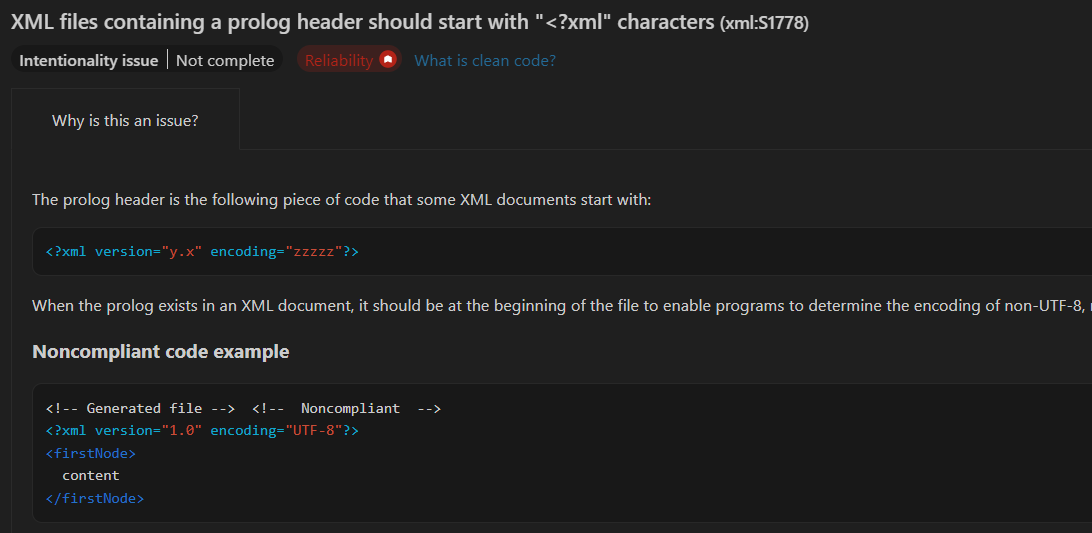 XML files containing a prolog header should start with "<?xml" characters (xml:S1778)
Intentionality issue | Not complete Reliability What is clean code?
Why is this an issue?
The prolog header is the following piece of code that some XML documents start with:
<?xml version="y.x" encoding="zzzzz"?>
When the prolog exists in an XML document, it should be at the beginning of the file to enable programs to determine the encoding of non-UTF-8,
Noncompliant code example
<!-- Generated file -->  <!--  Noncompliant  -->
<?xml version="1.0" encoding="UTF-8"?>
<firstNode>
  content
</firstNode>